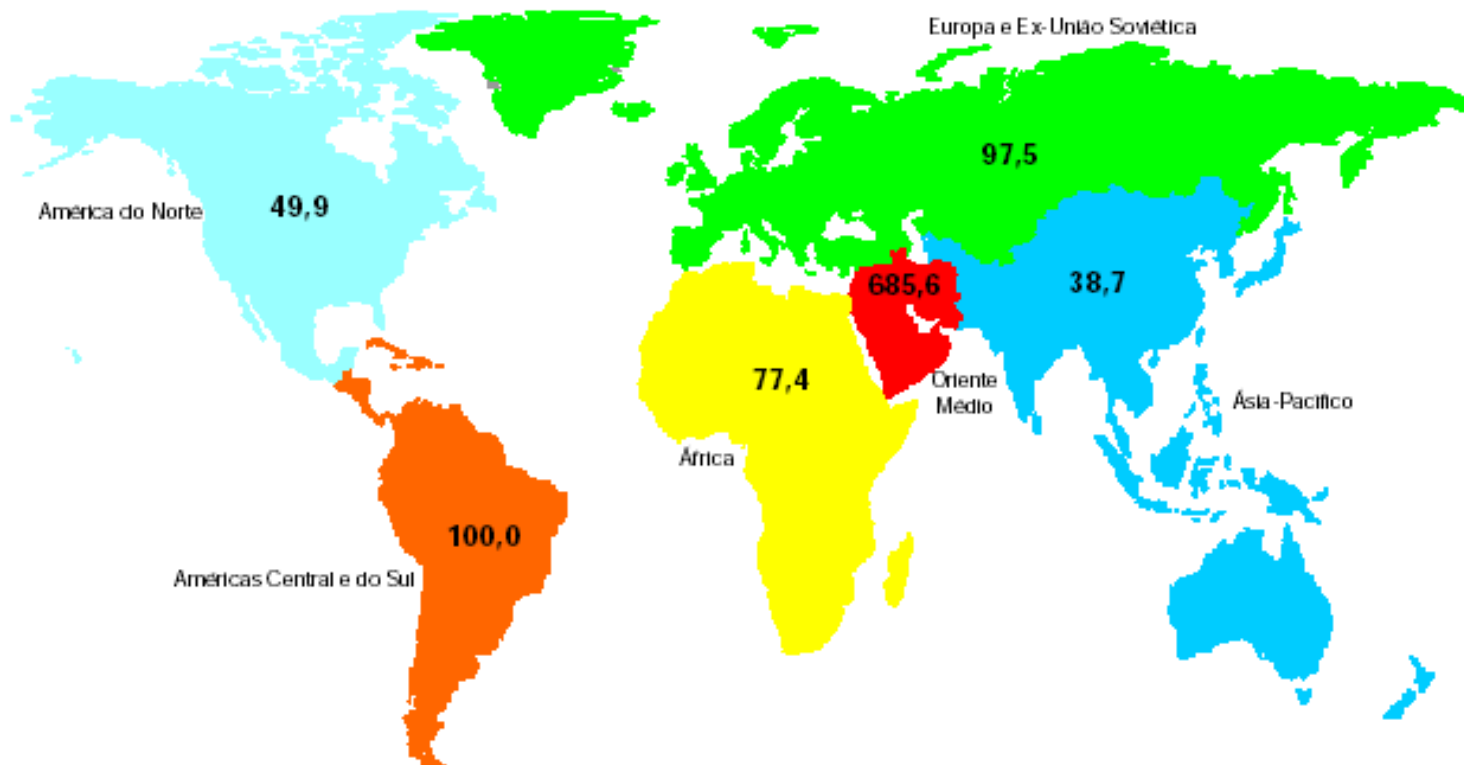 Europa e Ex-União Soviética
97,5
América do Norte
49,9
685,6
38,7
77,4
Oriente
Médio
Ásia-Pacífico
África
100,0
Américas Central e do Sul